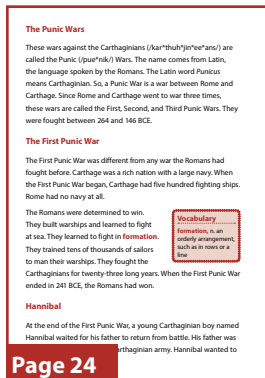 The Punic Wars
These wars against the Carthaginians (/kar*thuh*jin*ee*ans/) are
called the Punic (/pue*nik/) Wars. The name comes from Latin,
the language spoken by the Romans. The Latin word Punicus
means Carthaginian. So, a Punic War is a war between Rome and
Carthage. Since Rome and Carthage went to war three times,
these wars are called the First, Second, and Third Punic Wars. They
were fought between 264 and 146 BCE.
The First Punic War
The First Punic War was different from any war the Romans had
fought before. Carthage was a rich nation with a large navy. When
the First Punic War began, Carthage had five hundred fighting ships.
Rome had no navy at all.
The Romans were determined to win.
They built warships and learned to fight
at sea. They learned to fight in formation.
They trained tens of thousands of sailors
to man their warships. They fought the
Carthaginians for twenty-three long years. When the First Punic War
ended in 241 BCE, the Romans had won.
Vocabulary
formation, n. an
orderly arrangement,
such as in rows or a
line
Hannibal
At the end of the First Punic War, a young Carthaginian boy named
Hannibal waited for his father to return from battle. His father was
arthaginian army. Hannibal wanted to
Page 24